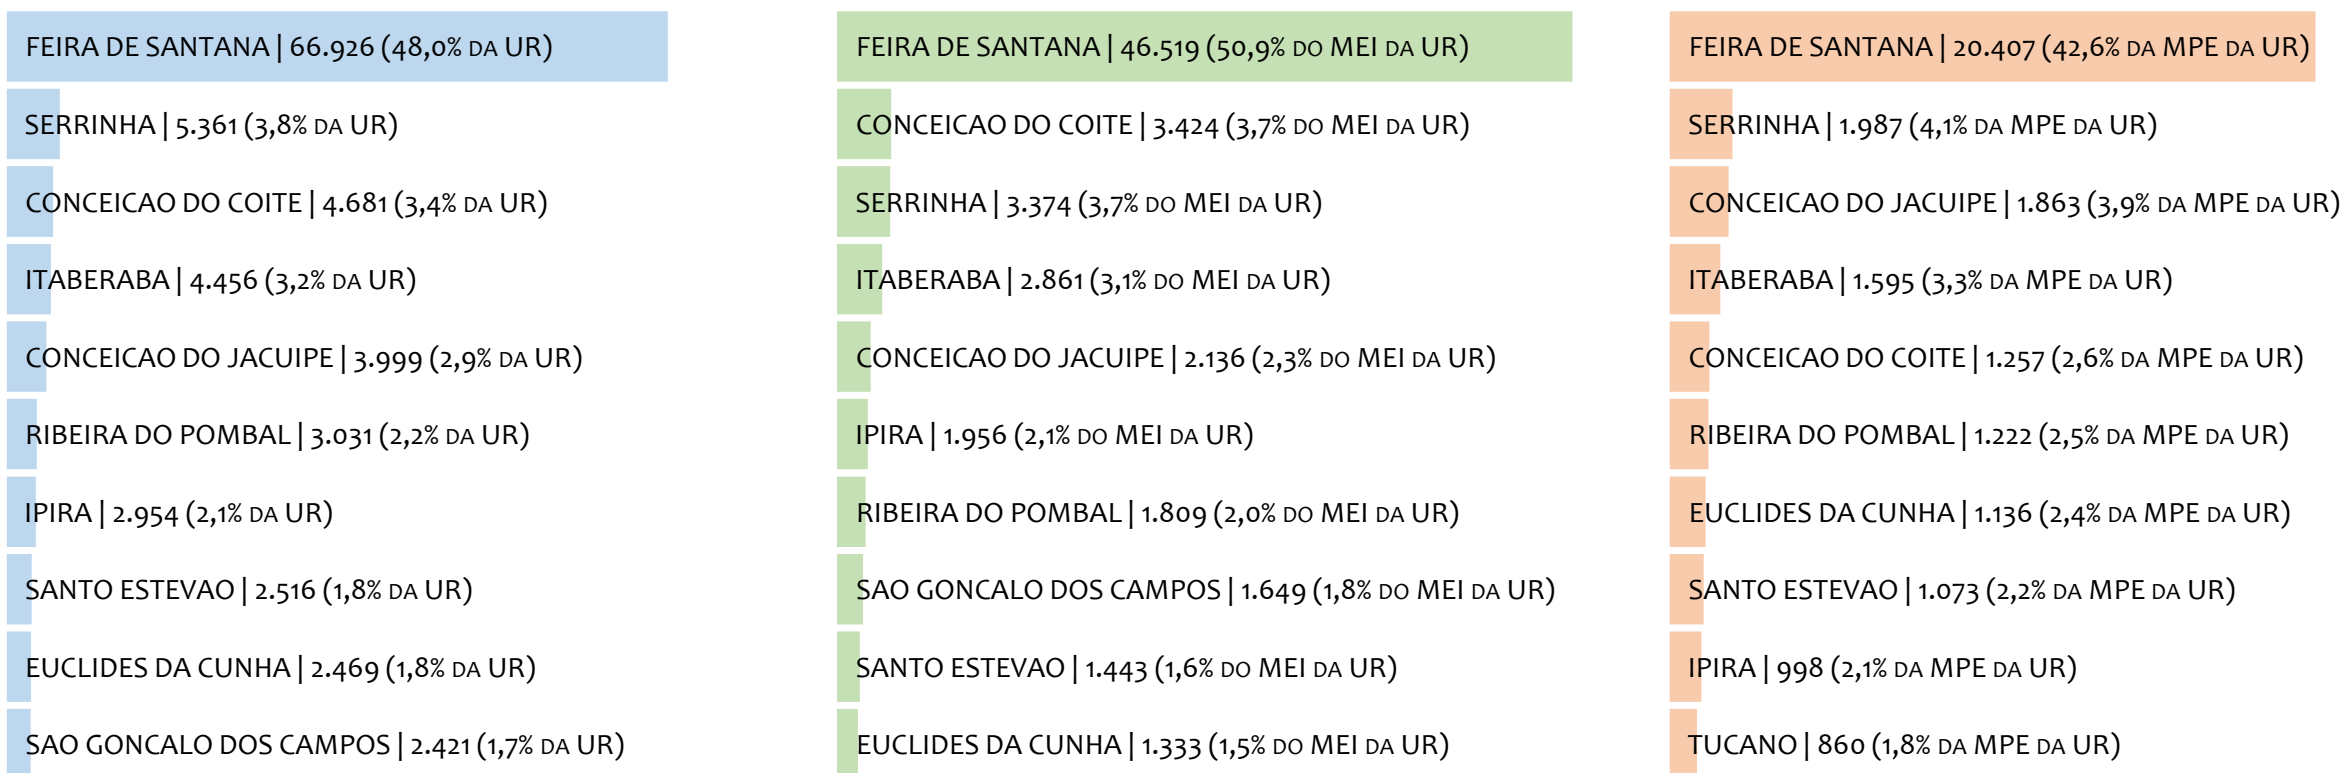 FEIRA DE SANTANA | 66.926 (48,0% DA UR)
SERRINHA | 5.361 (3,8% DA UR)
CONCEICAO DO COITE | 4.681 (3,4% DA UR)
ITABERABA | 4.456 (3,2% DA UR)
CONCEICAO DO JACUIPE | 3.999 (2,9% DA UR)
RIBEIRA DO POMBAL | 3.031 (2,2% DA UR)
IPIRA | 2.954 (2,1% DA UR)
SANTO ESTEVAO | 2.516 (1,8% DA UR)
EUCLIDES DA CUNHA | 2.469 (1,8% DA UR)
SAO GONCALO DOS CAMPOS | 2.421 (1,7% DA UR)
FEIRA DE SANTANA | 46.519 (50,9% DO MEI DA UR)
CONCEICAO DO COITE | 3.424 (3,7% DO MEI DA UR)
SERRINHA | 3.374 (3,7% DO MEI DA UR)
ITABERABA | 2.861 (3,1% DO MEI DA UR)
CONCEICAO DO JACUIPE | 2.136 (2,3% DO MEI DA UR)
IPIRA | 1.956 (2,1% DO MEI DA UR)
RIBEIRA DO POMBAL | 1.809 (2,0% DO MEI DA UR)
SAO GONCALO DOS CAMPOS | 1.649 (1,8% DO MEI DA UR)
SANTO ESTEVAO | 1.443 (1,6% DO MEI DA UR)
EUCLIDES DA CUNHA | 1.333 (1,5% DO MEI DA UR)
FEIRA DE SANTANA | 20.407 (42,6% DA MPE DA UR)
SERRINHA | 1.987 (4,1% DA MPE DA UR)
CONCEICAO DO JACUIPE | 1.863 (3,9% DA MPE DA UR)
ITABERABA | 1.595 (3,3% DA MPE DA UR)
CONCEICAO DO COITE | 1.257 (2,6% DA MPE DA UR)
RIBEIRA DO POMBAL | 1.222 (2,5% DA MPE DA UR)
EUCLIDES DA CUNHA | 1.136 (2,4% DA MPE DA UR)
SANTO ESTEVAO | 1.073 (2,2% DA MPE DA UR)
IPIRA | 998 (2,1% DA MPE DA UR)
TUCANO | 860 (1,8% DA MPE DA UR)